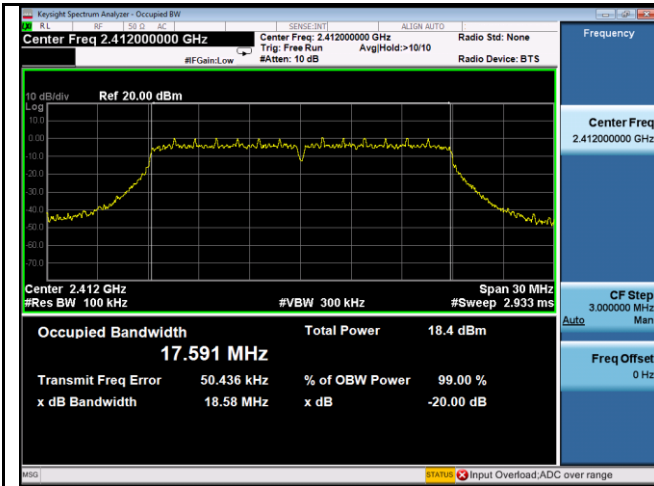 Keysight Spectrum Analyzer - Occupied BW
RL RF 50 Ω AC SENSE:INT ALIGN AUTO
Center Freq 2.412000000 GHz
#IFGain:Low
Center Freq: 2.412000000 GHz
Trig: Free Run Avg|Hold:>10/10
#Atten: 10 dB
Radio Std: None
Radio Device: BTS
10 dB/div Ref 20.00 dBm
Log
10.0
0.00
-10.0
-20.0
-30.0
-40.0
-50.0
-60.0
-70.0
Center 2.412 GHz Span 30 MHz
#Res BW 100 kHz #VBW 300 kHz #Sweep 2.933 ms
Occupied Bandwidth Total Power 18.4 dBm
17.591 MHz
Transmit Freq Error 50.436 kHz % of OBW Power 99.00 %
x dB Bandwidth 18.58 MHz x dB -20.00 dB
Frequency
Center Freq
2.412000000 GHz
CF Step
3.000000 MHz
Auto Man
Freq Offset
0 Hz
MSG STATUS Input Overload;ADC over range